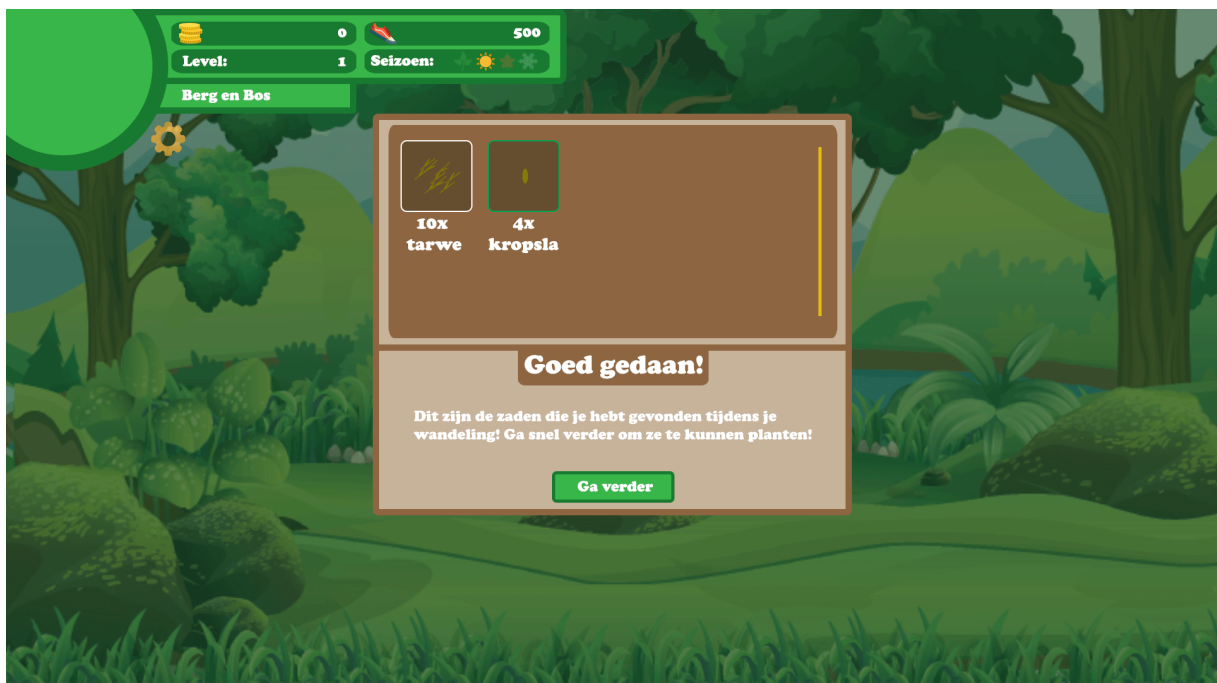 0
500
Level: 1
Seizoen:
Berg en Bos
10x
tarwe
4x
kropsla
Goed gedaan!
Dit zijn de zaden die je hebt gevonden tijdens je
wandeling! Ga snel verder om ze te kunnen planten!
Ga verder